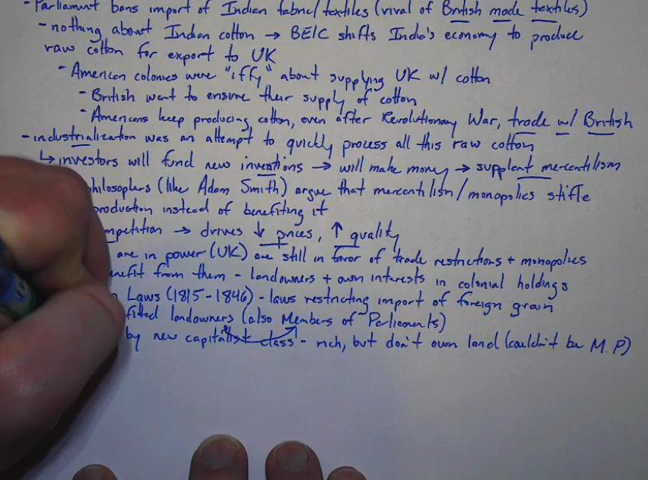 - Parliament bans import of Indian fabric/textiles (rival of British made textiles)
- nothing about Indian cotton → BEIC shifts India's economy to produce
raw cotton for export to UK
- American colonies were "iffy" about supplying UK w/ cotton
- British want to ensure their supply of cotton
- Americans keep producing cotton, even after Revolutionary War, trade w/ British
- industrialization was an attempt to quickly process all this raw cotton
↳ investors will fund new inventions → will make money → supplant mercantilism
hilosophers (like Adam Smith) argue that mercantilism/monopolies stifle
production instead of benefiting it
mpetition → drives ↓ prices, ↑ quality
are in power (UK) are still in favor of trade restrictions + monopolies
enefit from them - landowners + own interests in colonial holdings
Laws (1815-1846) - laws restricting import of foreign grain
fitted landowners (also Members of Parliaments)
by new capitalist class - rich, but don't own land (couldn't be M.P)